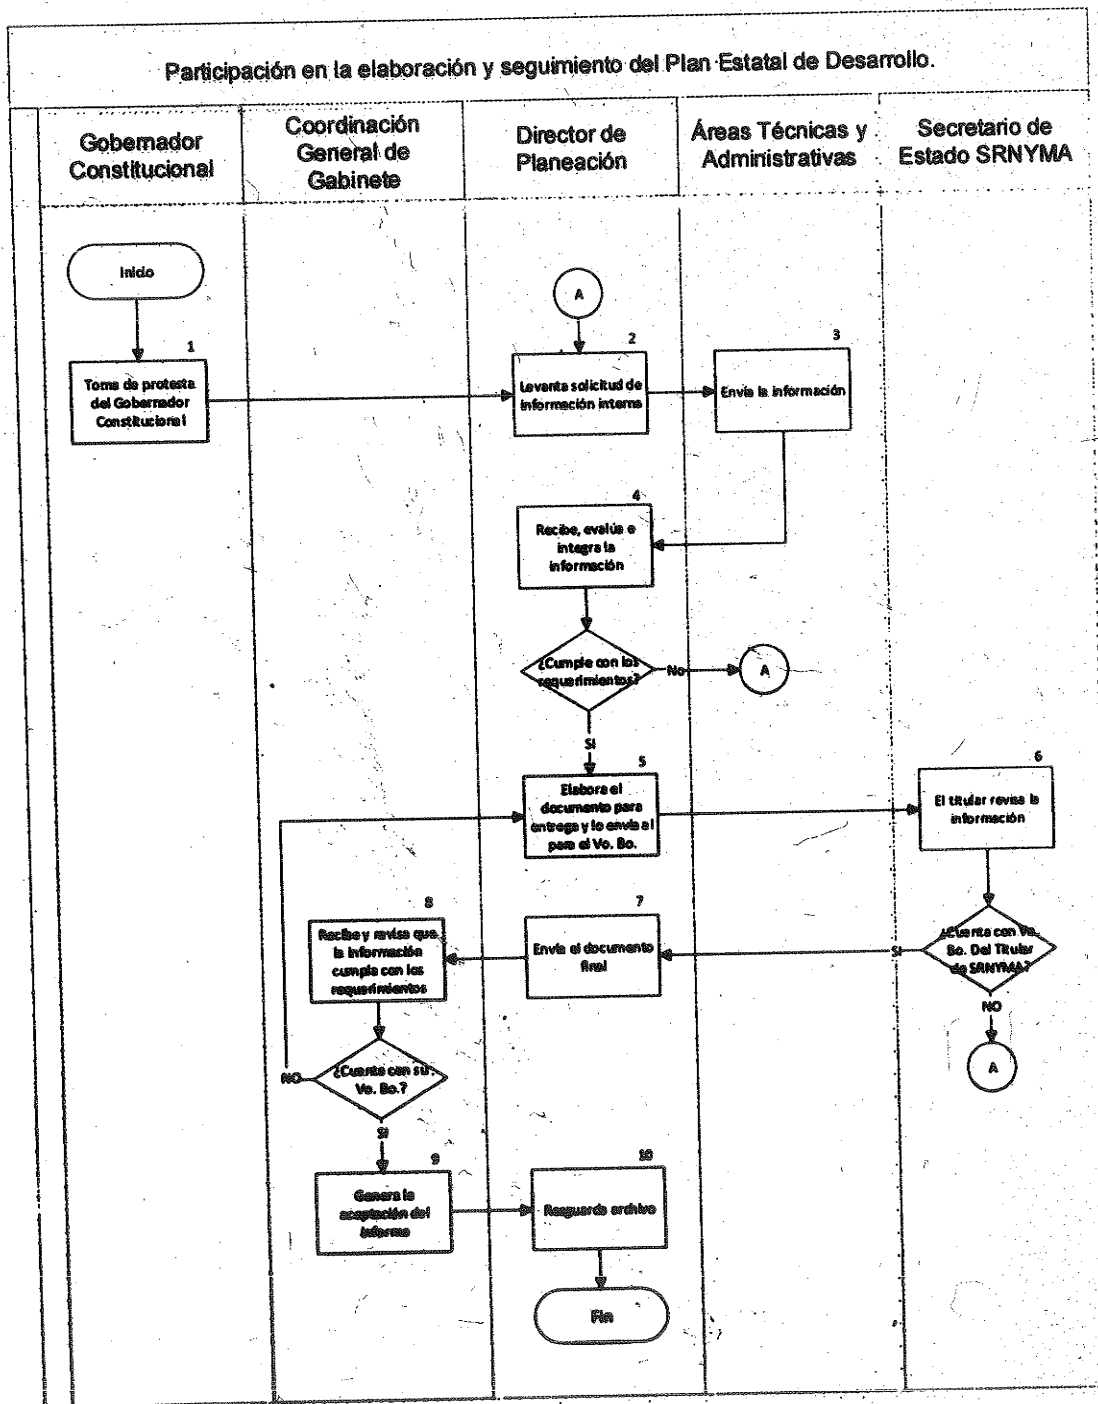 Participación en la elaboración y seguimiento del Plan Estatal de Desarrollo.
Gobernador
Constitucional
Coordinación
General de
Gabinete
Director de
Planeación
Áreas Técnicas y
Administrativas
Secretario de
Estado SRNYMA
Inicio
A
1
Toma de protesta
del Gobernador
Constitucional
2
Levanta solicitud de
información interna
3
Envía la información
4
Recibe, evalúa e
integra la
información
¿Cumple con los
requerimientos?
No
A
SI
5
Elabora el
documento para
entrega y lo envía al
para el Vo. Bo.
6
El titular revisa la
información
¿Cuenta con Vo.
Bo. Del Titular
de SRNYMA?
SI
NO
A
7
Envía el documento
final
8
Recibe y revisa que
la información
cumpla con los
requerimientos
¿Cuenta con su
Vo. Bo.?
NO
SI
9
Genera la
aceptación del
informe
10
Resguarda archivo
Fin